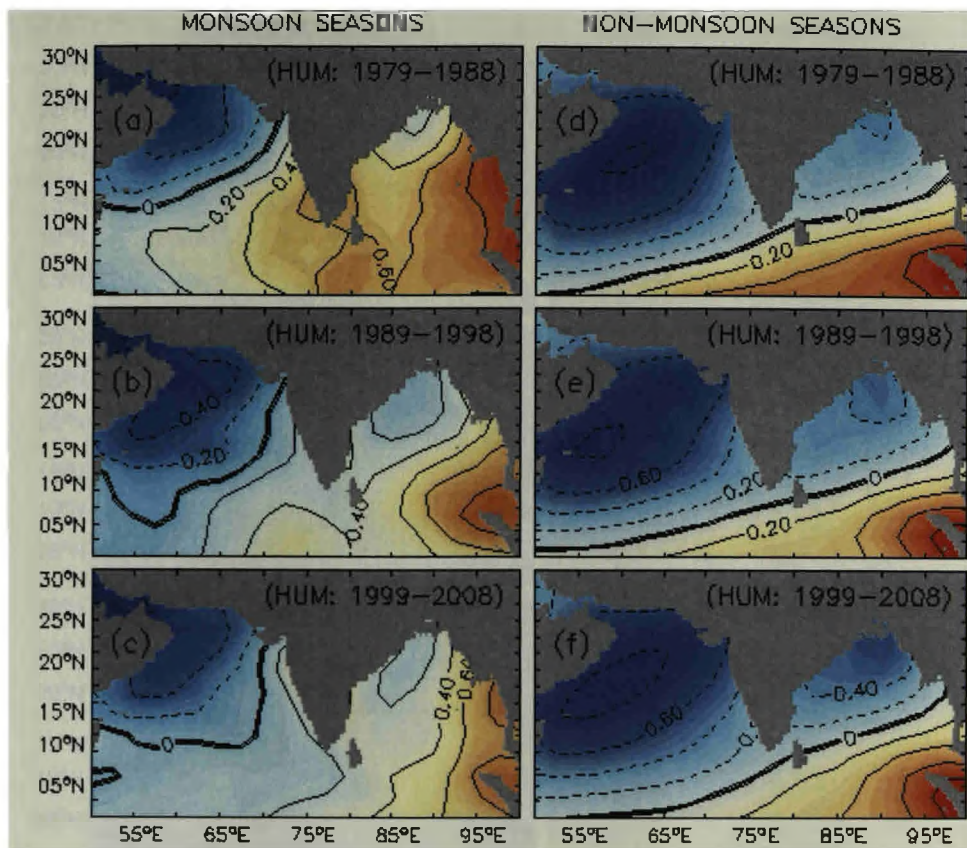 MONSOON SEASONS
NON-MONSOON SEASONS
30°N
25°N
20°N
15°N
10°N
05°N
(HUM: 1979-1988)
(a)
0
0.20
0.60
(HUM: 1979-1988)
(d)
0
0.20
30°N
25°N
20°N
15°N
10°N
05°N
(HUM: 1989-1998)
(b)
-0.40
-0.20
0
0.40
(HUM: 1989-1998)
(e)
-0.60
-0.20
0
0.20
30°N
25°N
20°N
15°N
10°N
05°N
(HUM: 1999-2008)
(c)
0
0.40
(HUM: 1999-2008)
(f)
-0.60
-0.40
0
55°E 65°E 75°E 85°E 95°E
55°E 65°E 75°E 85°E 95°E